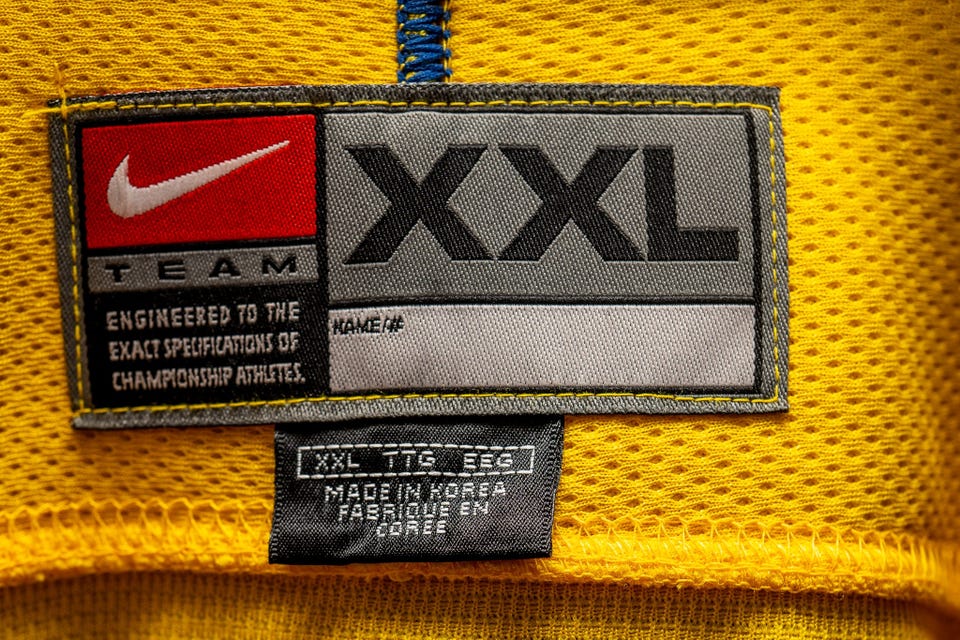 XXL
TEAM
ENGINEERED TO THE
EXACT SPECIFICATIONS OF
CHAMPIONSHIP ATHLETES.
NAME/#
XXL TTG EEG
MADE IN KOREA
FABRIQUE EN
COREE